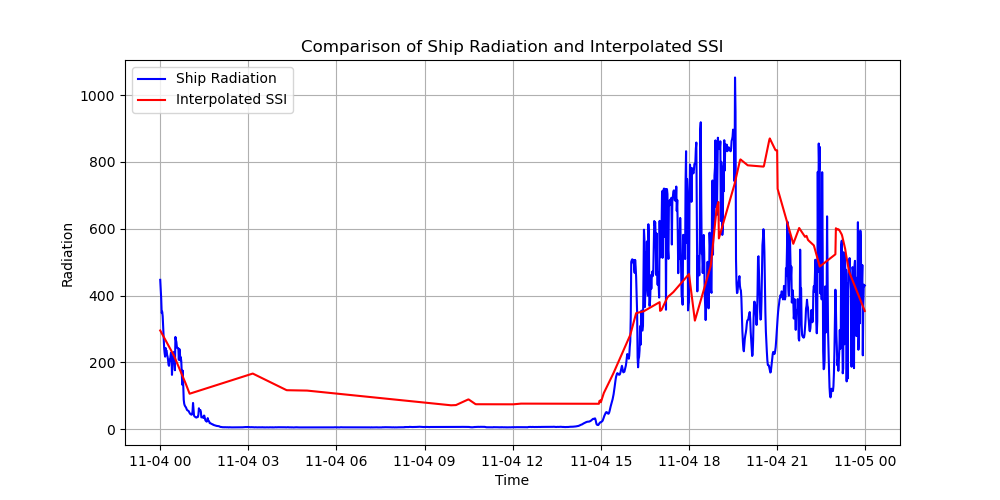 Comparison of Ship Radiation and Interpolated SSI
Ship Radiation
Interpolated SSI
Radiation
1000
800
600
400
200
0
11-04 00 11-04 03 11-04 06 11-04 09 11-04 12 11-04 15 11-04 18 11-04 21 11-05 00
Time